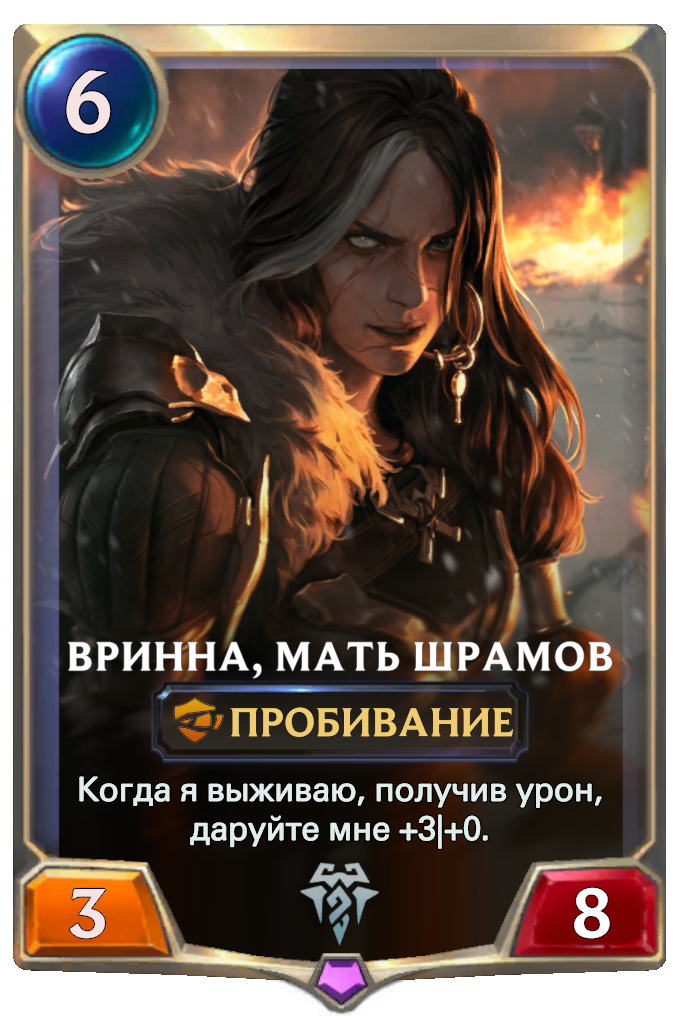 6
ВРИННА, МАТЬ ШРАМОВ
ПРОБИВАНИЕ
Когда я выживаю, получив урон,
даруйте мне +3|+0.
3
8